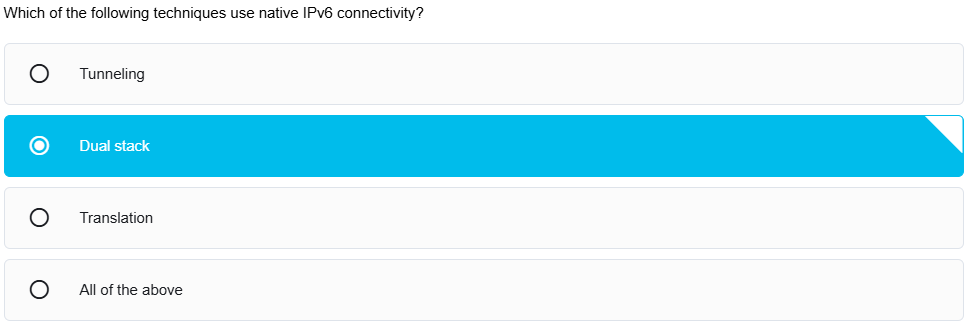 Which of the following techniques use native IPv6 connectivity?
Tunneling
Dual stack
Translation
All of the above